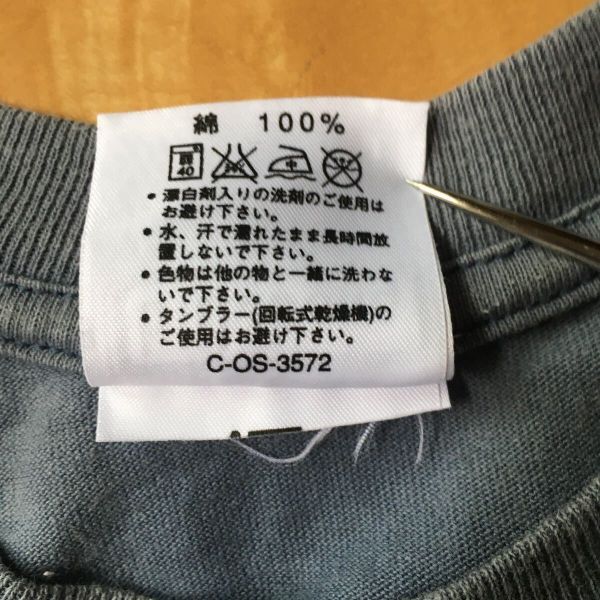 綿 100%
40 中
• 漂白剤入りの洗剤のご使用は
お避け下さい。
• 水、汗で濡れたまま長時間放
置しないで下さい。
• 色物は他の物と一緒に洗わな
いで下さい。
• タンブラー(回転式乾燥機)の
ご使用はお避け下さい。
C-OS-3572